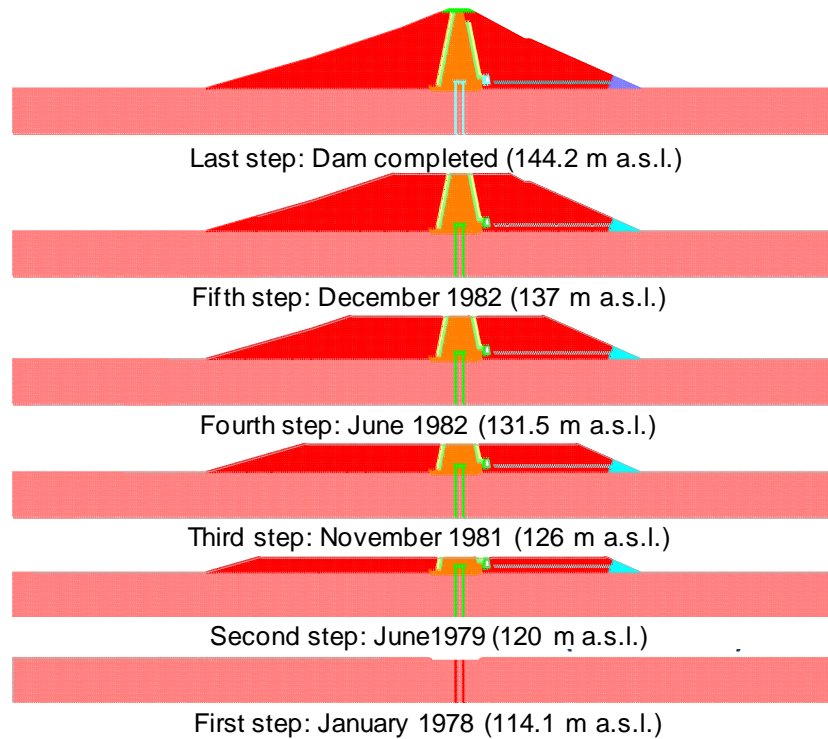 Last step: Dam completed (144.2 m a.s.l.)
Fifth step: December 1982 (137 m a.s.l.)
Fourth step: June 1982 (131.5 m a.s.l.)
Third step: November 1981 (126 m a.s.l.)
Second step: June1979 (120 m a.s.l.)
First step: January 1978 (114.1 m a.s.l.)